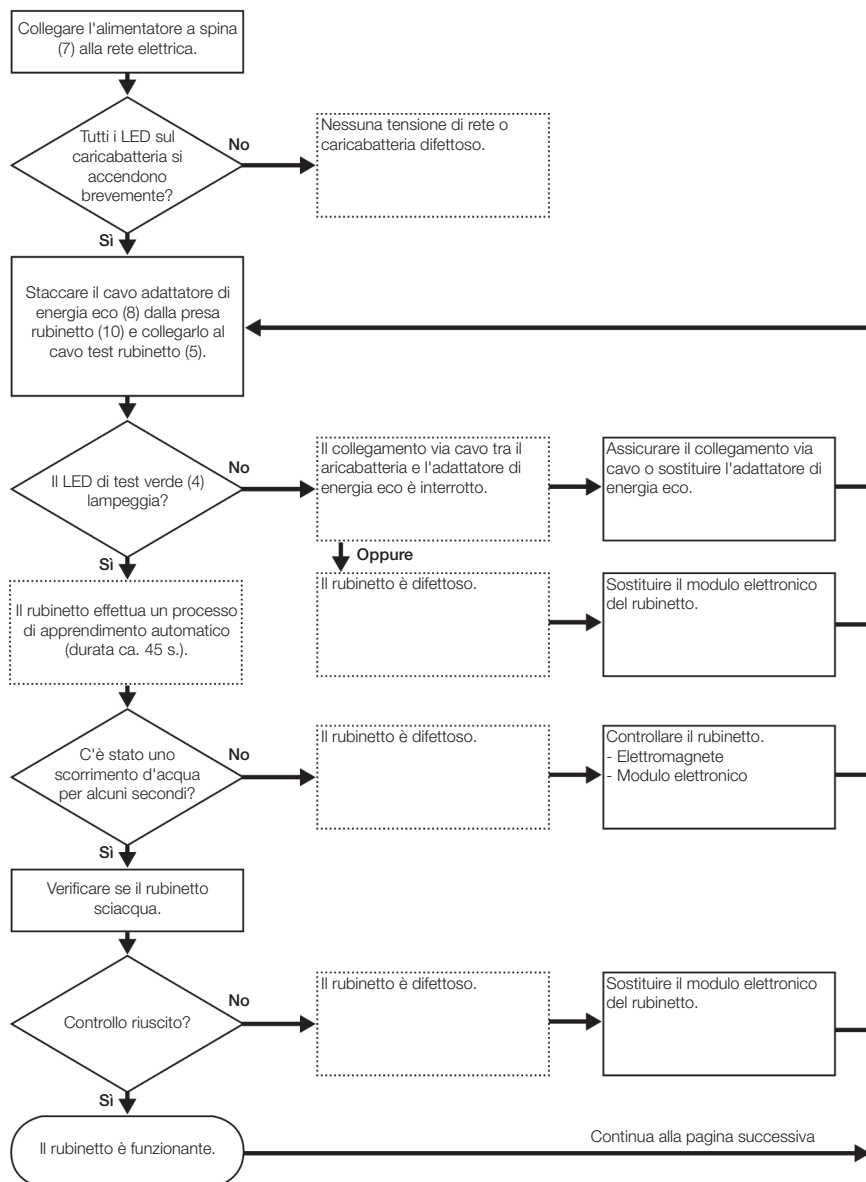 Collegare l'alimentatore a spina
(7) alla rete elettrica.
Tutti i LED sul
caricabatteria si
accendono
brevemente?
No
Nessuna tensione di rete o
caricabatteria difettoso.
Sì
Staccare il cavo adattatore di
energia eco (8) dalla presa
rubinetto (10) e collegarlo al
cavo test rubinetto (5).
Il LED di test verde (4)
lampeggia?
No
Il collegamento via cavo tra il
aricabatteria e l'adattatore di
energia eco è interrotto.
Assicurare il collegamento via
cavo o sostituire l'adattatore di
energia eco.
Sì
Oppure
Il rubinetto effettua un processo
di apprendimento automatico
(durata ca. 45 s.).
Il rubinetto è difettoso.
Sostituire il modulo elettronico
del rubinetto.
C'è stato uno
scorrimento d'acqua
per alcuni secondi?
No
Il rubinetto è difettoso.
Controllare il rubinetto.
- Elettromagnete
- Modulo elettronico
Sì
Verificare se il rubinetto
sciacqua.
Controllo riuscito?
No
Il rubinetto è difettoso.
Sostituire il modulo elettronico
del rubinetto.
Sì
Il rubinetto è funzionante.
Continua alla pagina successiva